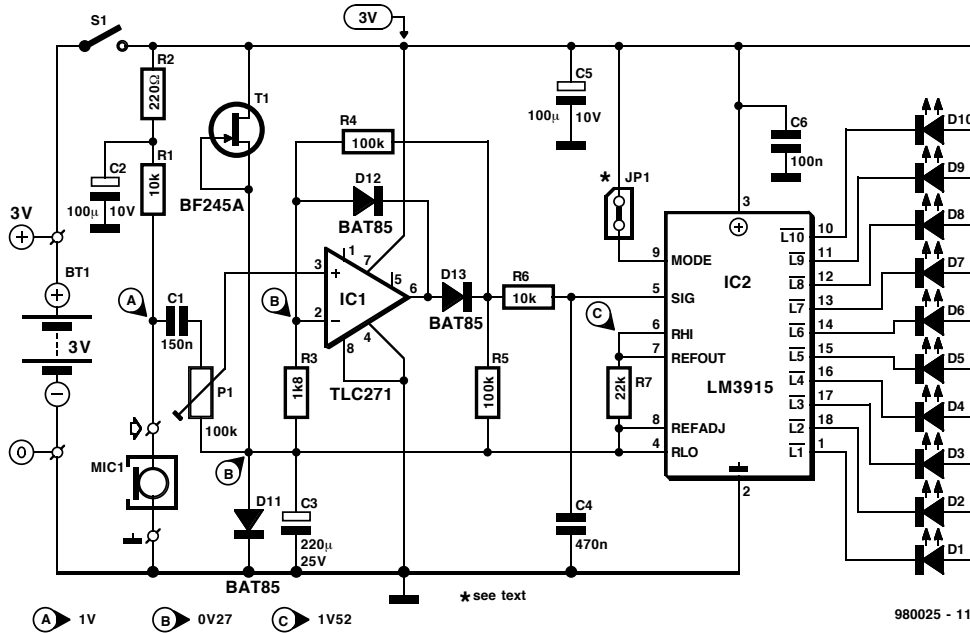 S1
3V
R2
220Ω
T1
BF245A
C2
100µ 10V
R1
10k
3V
BT1
3V
0
A
C1
150n
P1
100k
MIC1
R4
100k
D12
BAT85
B
3
2
1
7
5
6
4
8
IC1
TLC271
D13
BAT85
R3
1k8
R5
100k
R6
10k
B
D11
BAT85
C3
220µ
25V
C5
100µ 10V
* JP1
C
R7
22k
C4
470n
C6
100n
3
9 MODE
5 SIG
6 RHI
7 REFOUT
8 REFADJ
4 RLO
IC2
LM3915
2
L10 10
L9 11
L8 12
L7 13
L6 14
L5 15
L4 16
L3 17
L2 18
L1 1
D10
D9
D8
D7
D6
D5
D4
D3
D2
D1
* see text
A 1V
B 0V27
C 1V52
980025 - 11